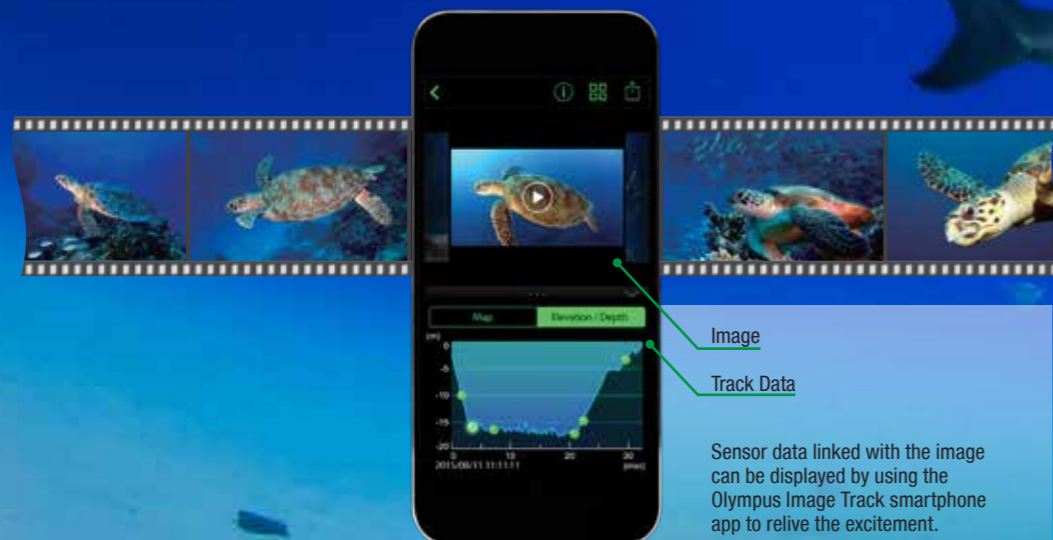 Map
Elevation / Depth
(m)
0
-5
-10
-15
-20
0
10
20
30
2015/08/11 11:11:11
(min)
Image
Track Data
Sensor data linked with the image
can be displayed by using the
Olympus Image Track smartphone
app to relive the excitement.